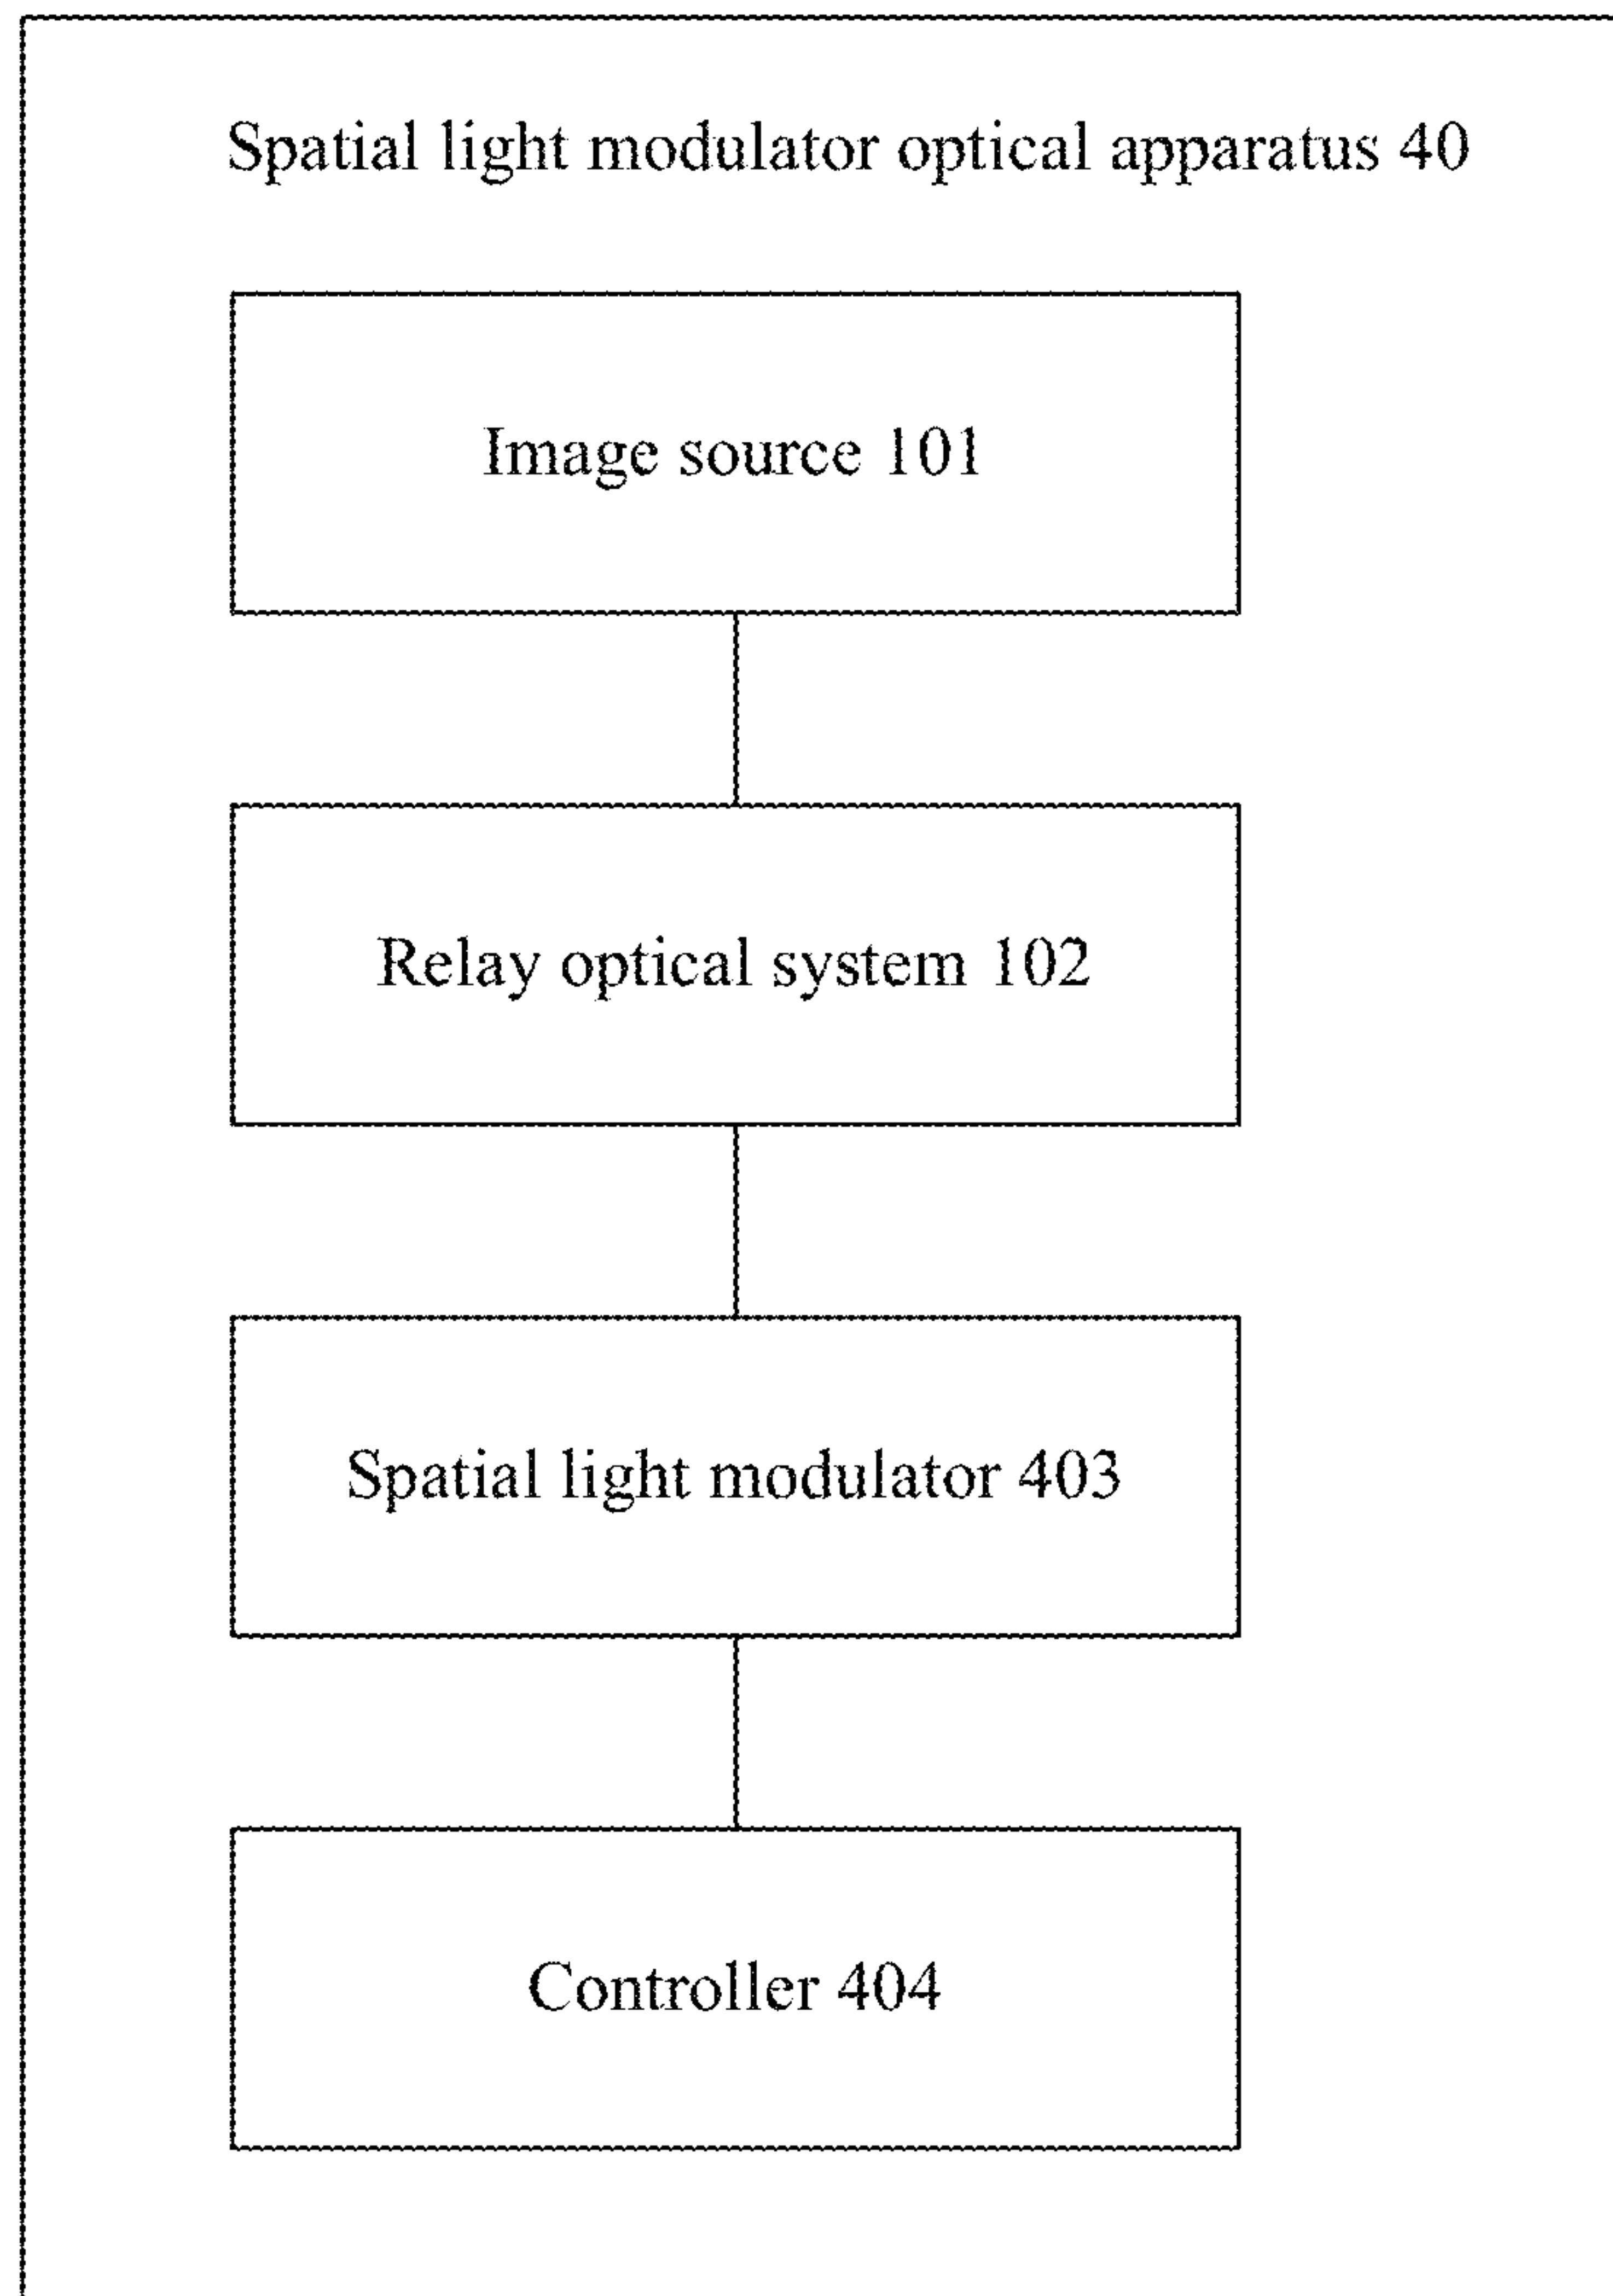 Spatial light modulator optical apparatus 40
Image source 101
Relay optical system 102
Spatial light modulator 403
Controller 404